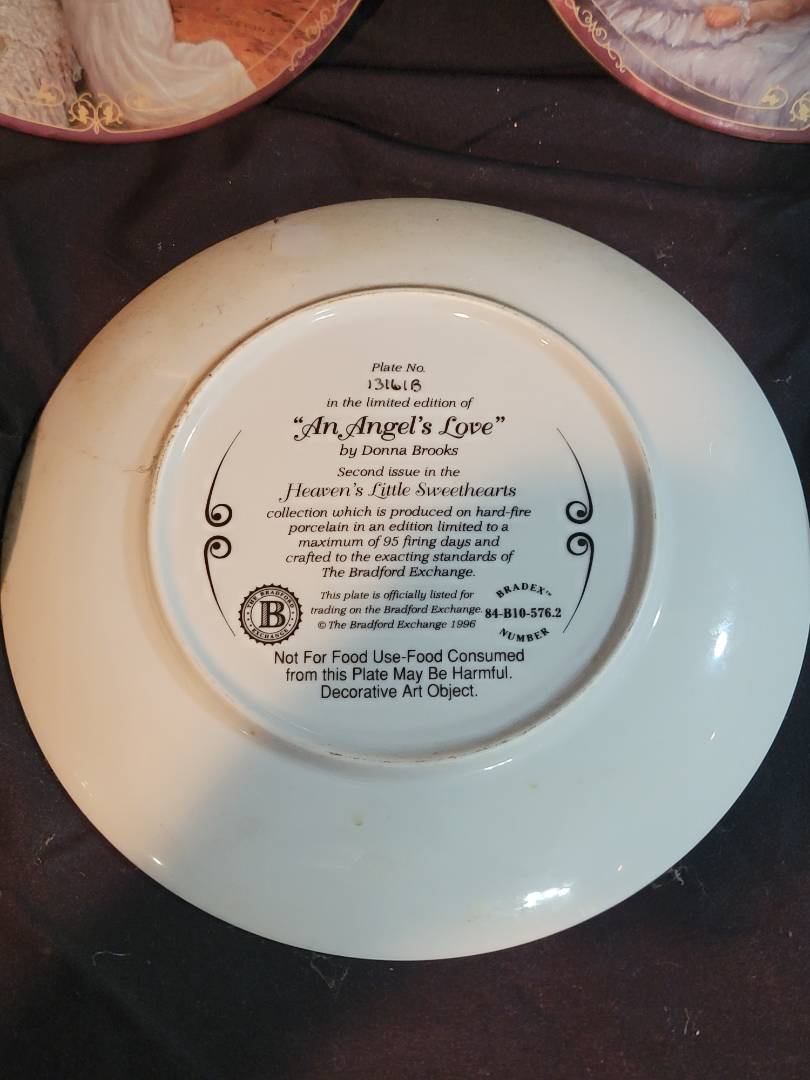 Plate No.
13161B
in the limited edition of
“An Angel’s Love”
by Donna Brooks
Second issue in the
Heaven’s Little Sweethearts
collection which is produced on hard-fire
porcelain in an edition limited to a
maximum of 95 firing days and
crafted to the exacting standards of
The Bradford Exchange.
This plate is officially listed for
trading on the Bradford Exchange.
© The Bradford Exchange 1996
THE BRADFORD
B
EXCHANGE
BRADEX™
84-B10-576.2
NUMBER
Not For Food Use-Food Consumed
from this Plate May Be Harmful.
Decorative Art Object.